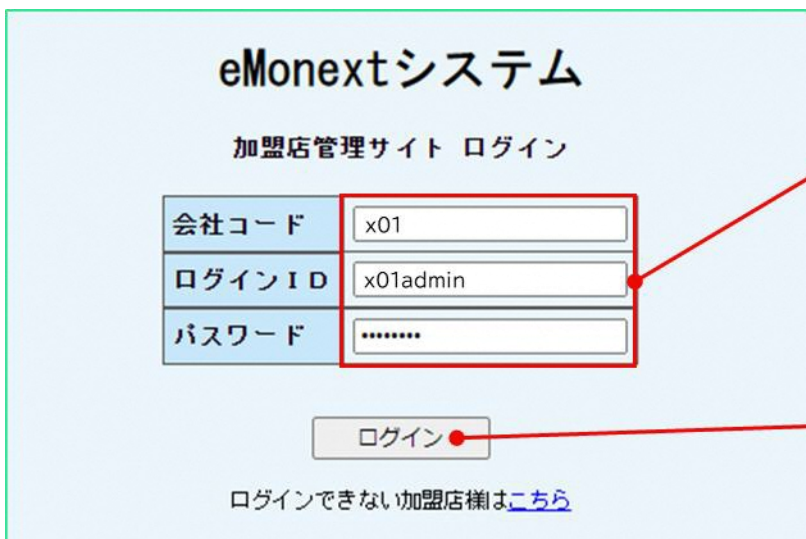 eMonextシステム
加盟店管理サイト ログイン
会社コード x01
ログインＩＤ x01admin
パスワード ••••••••
ログイン
ログインできない加盟店様はこちら